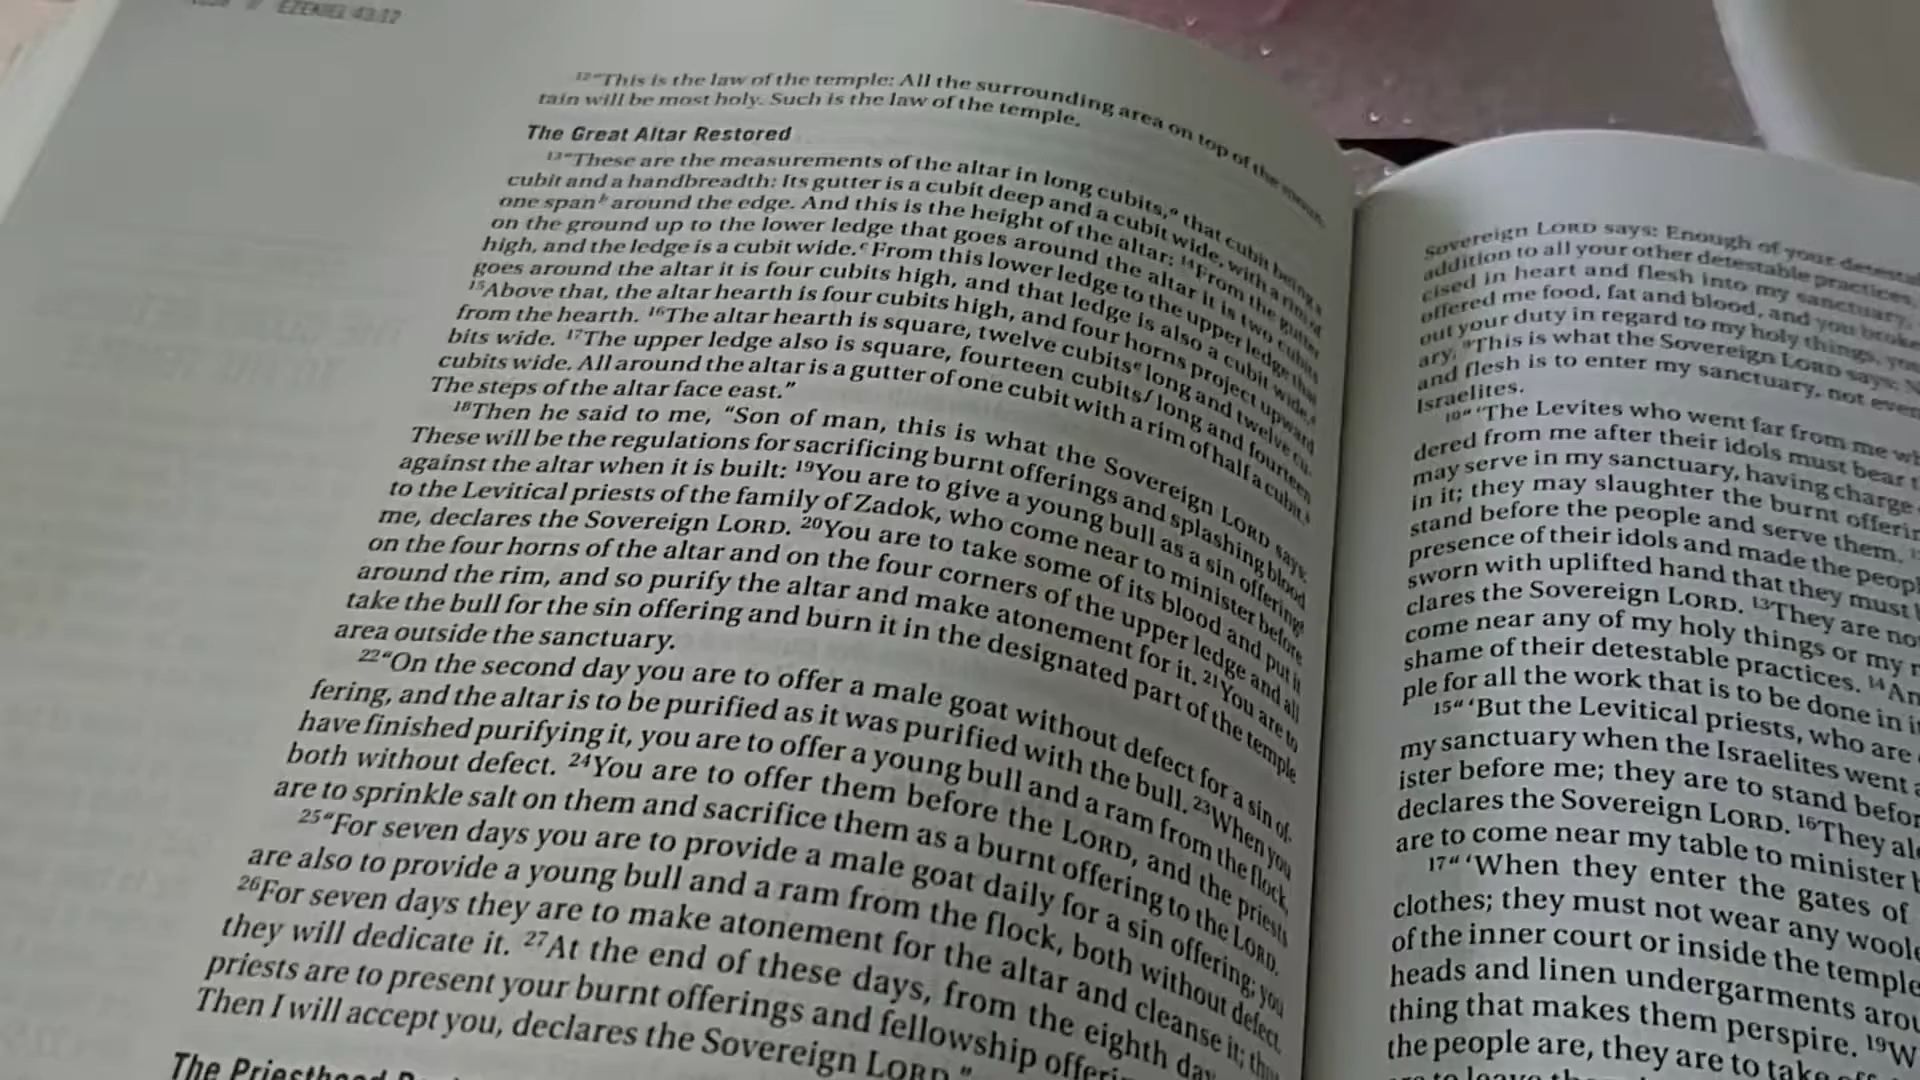 EZEKIEL 43:12
12“This is the law of the temple: All the surrounding area on top of the moun-
tain will be most holy. Such is the law of the temple.
The Great Altar Restored
13“These are the measurements of the altar in long cubits,a that cubit being a
cubit and a handbreadth: Its gutter is a cubit deep and a cubit wide, with a rim of
one spanb around the edge. And this is the height of the altar: 14From the gutter
on the ground up to the lower ledge that goes around the altar it is two cubits
high, and the ledge is a cubit wide.c From this lower ledge to the upper ledge that
goes around the altar it is four cubits high, and that ledge is also a cubit wide.d
15Above that, the altar hearth is four cubits high, and four horns project upward
from the hearth. 16The altar hearth is square, twelve cubitse long and twelve cu-
bits wide. 17The upper ledge also is square, fourteen cubitsf long and fourteen
cubits wide. All around the altar is a gutter of one cubit with a rim of half a cubit.
The steps of the altar face east.”
18Then he said to me, “Son of man, this is what the Sovereign LORD says:
These will be the regulations for sacrificing burnt offerings and splashing blood
against the altar when it is built: 19You are to give a young bull as a sin offering
to the Levitical priests of the family of Zadok, who come near to minister before
me, declares the Sovereign LORD. 20You are to take some of its blood and put it
on the four horns of the altar and on the four corners of the upper ledge and all
around the rim, and so purify the altar and make atonement for it. 21You are to
take the bull for the sin offering and burn it in the designated part of the temple
area outside the sanctuary.
22“On the second day you are to offer a male goat without defect for a sin of-
fering, and the altar is to be purified as it was purified with the bull. 23When you
have finished purifying it, you are to offer a young bull and a ram from the flock,
both without defect. 24You are to offer them before the LORD, and the priests
are to sprinkle salt on them and sacrifice them as a burnt offering to the LORD.
25“For seven days you are to provide a male goat daily for a sin offering; you
are also to provide a young bull and a ram from the flock, both without defect.
26For seven days they are to make atonement for the altar and cleanse it; thus
they will dedicate it. 27At the end of these days, from the eighth day
priests are to present your burnt offerings and fellowship
Then I will accept you, declares the Sovereign LORD.”
The Priesthood
Sovereign LORD says: Enough of your
addition to all your other detestable practices,
cised in heart and flesh into my sanctuary,
offered me food, fat and blood, and you broke
out your duty in regard to my holy things, you
ary. 9This is what the Sovereign LORD says:
and flesh is to enter my sanctuary, not even
Israelites.
10“ ‘The Levites who went far from me
dered from me after their idols must bear
may serve in my sanctuary, having charge
in it; they may slaughter the burnt
stand before the people and serve them.
presence of their idols and made the
sworn with uplifted hand that they must
clares the Sovereign LORD. 13They are
come near any of my holy things or my
shame of their detestable practices. 14
ple for all the work that is to be done in
15“ ‘But the Levitical priests, who are
my sanctuary when the Israelites went
ister before me; they are to stand
declares the Sovereign LORD. 16They
are to come near my table to minister
17“ ‘When they enter the gates of
clothes; they must not wear any
of the inner court or inside the temple
heads and linen undergarments
thing that makes them perspire. 19
the people are, they are to take off